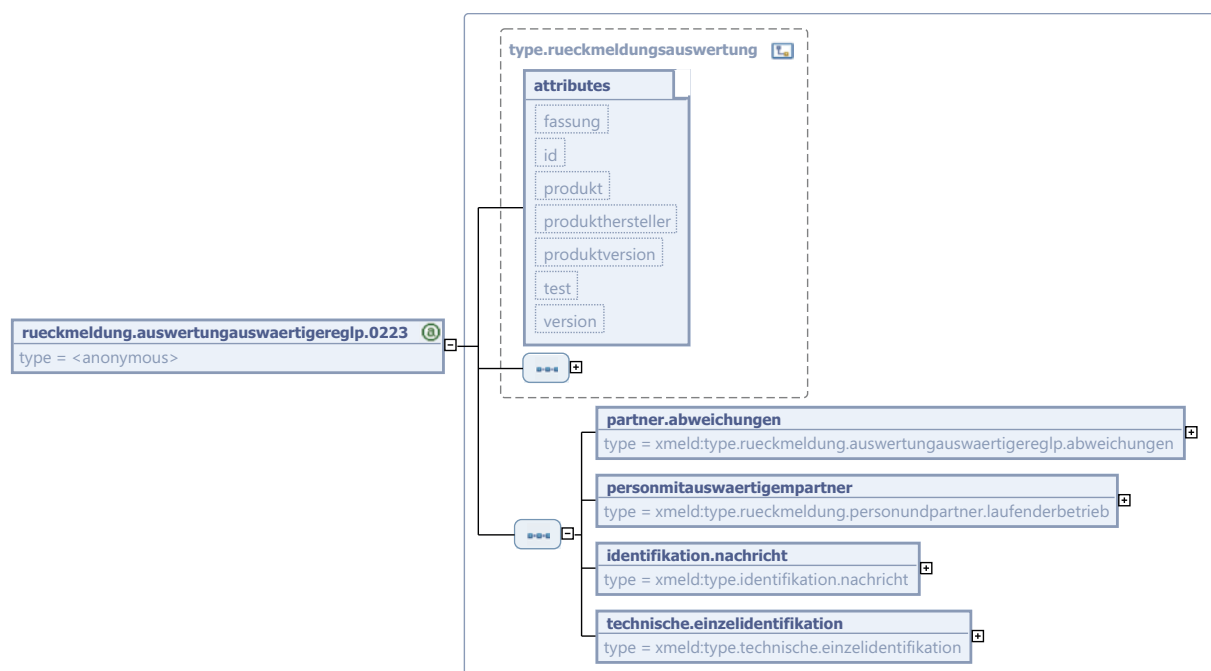 type.rueckmeldungsauswertung
attributes
fassung
id
produkt
produkthersteller
produktversion
test
version
rueckmeldung.auswertungauswaertigereglp.0223
type = <anonymous>
partner.abweichungen
type = xmeld:type.rueckmeldung.auswertungauswaertigereglp.abweichungen
personmitauswaertigempartner
type = xmeld:type.rueckmeldung.personundpartner.laufenderbetrieb
identifikation.nachricht
type = xmeld:type.identifikation.nachricht
technische.einzelidentifikation
type = xmeld:type.technische.einzelidentifikation